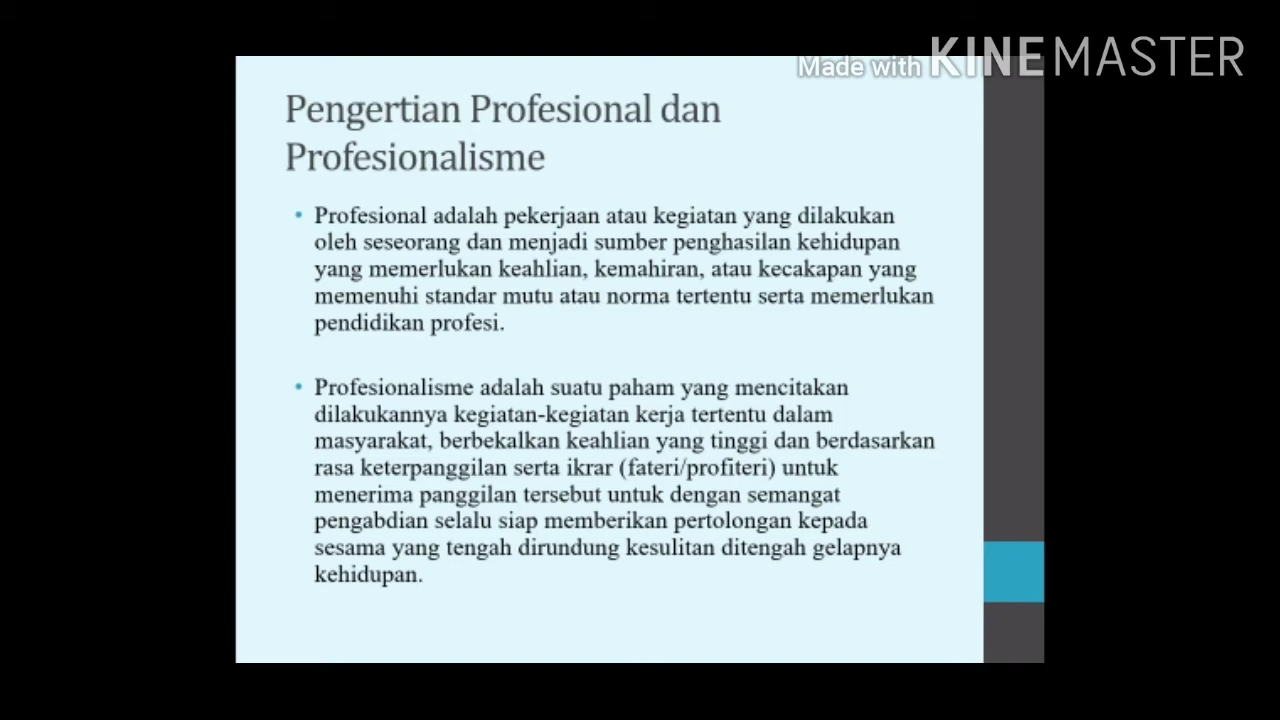 Made with KINEMASTER
Pengertian Profesional dan
Profesionalisme
• Profesional adalah pekerjaan atau kegiatan yang dilakukan
oleh seseorang dan menjadi sumber penghasilan kehidupan
yang memerlukan keahlian, kemahiran, atau kecakapan yang
memenuhi standar mutu atau norma tertentu serta memerlukan
pendidikan profesi.
• Profesionalisme adalah suatu paham yang mencitakan
dilakukannya kegiatan-kegiatan kerja tertentu dalam
masyarakat, berbekalkan keahlian yang tinggi dan berdasarkan
rasa keterpanggilan serta ikrar (fateri/profiteri) untuk
menerima panggilan tersebut untuk dengan semangat
pengabdian selalu siap memberikan pertolongan kepada
sesama yang tengah dirundung kesulitan ditengah gelapnya
kehidupan.